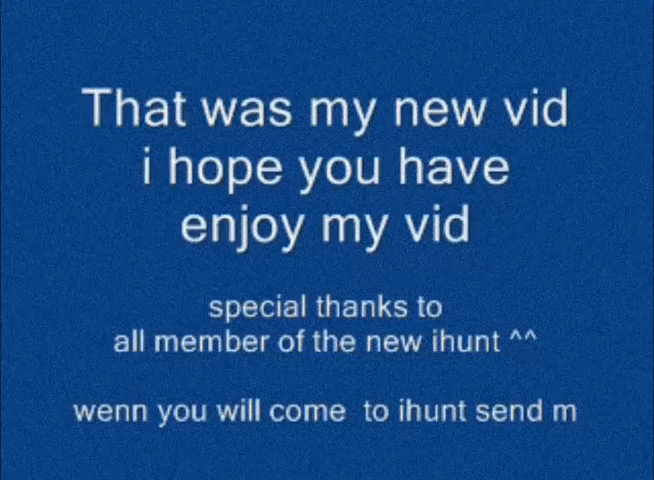 That was my new vid
i hope you have
enjoy my vid
special thanks to
all member of the new ihunt ^^
wenn you will come to ihunt send m